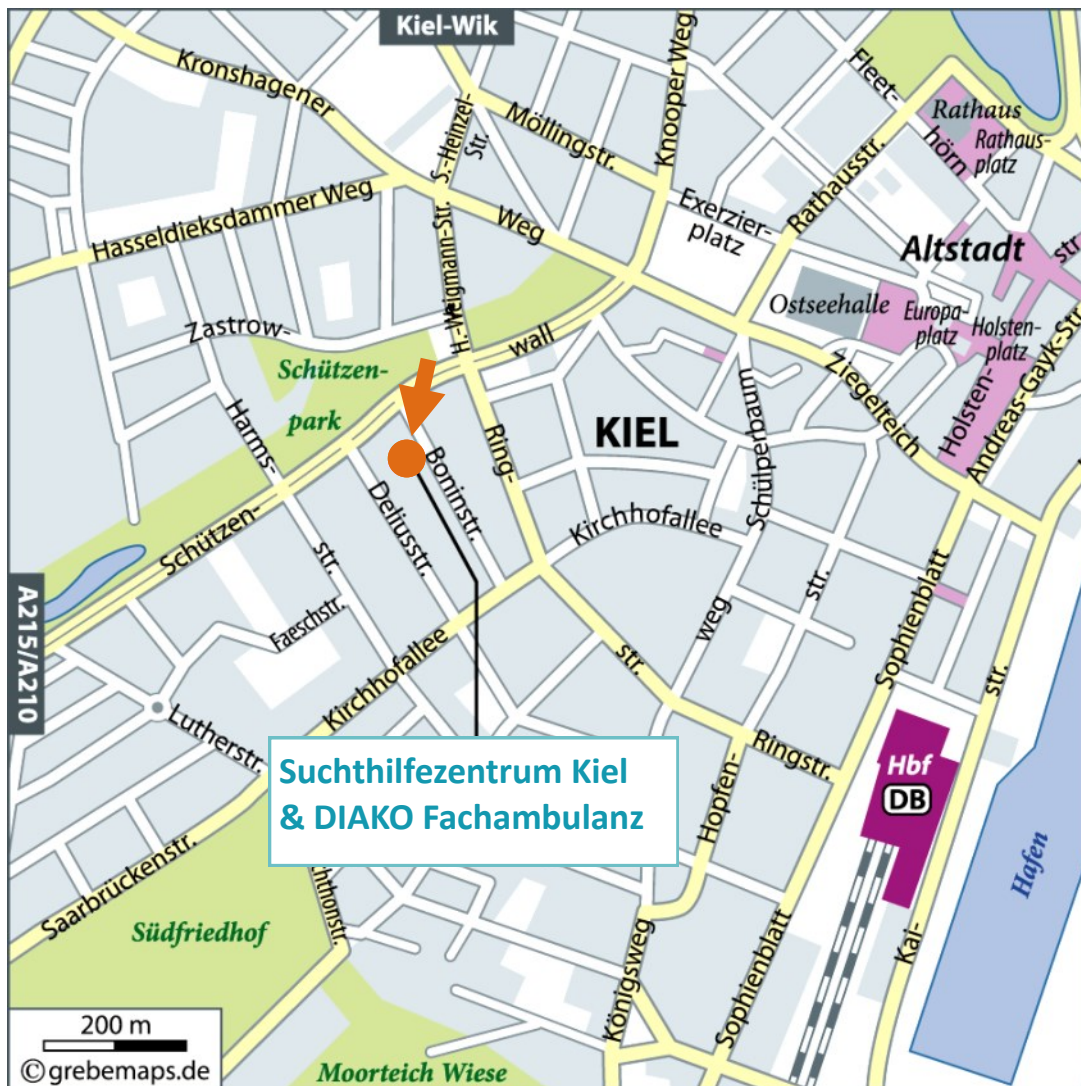 Kiel-Wik
Kronshagener
Weg
Fleet-
hörn
Rathaus
Rathaus-
platz
Knooper Weg
Möllingstr.
S.-Heinzel-
Str.
Rathausstr.
Exerzier-
platz
Hasseldieksdammer Weg
H.-Weigmann-Str.
Altstadt
str.
Ostseehalle
Europa-
platz
Holsten-
platz
Zastrow-
wall
Schützen-
park
Ziegelteich
Holsten-
Andreas-Gayk-Str.
Harms-
str.
KIEL
Schülperbaum
Ring-
Boninstr.
Deliusstr.
Kirchhofallee
Schützen-
A215/A210
Faeschstr.
weg
str.
Sophienblatt
str.
str.
Kirchhofallee
Lutherstr.
Ringstr.
Suchthilfezentrum Kiel
& DIAKO Fachambulanz
Hopfen-
Hbf
DB
Hafen
Saarbrückenstr.
chthonstr.
Südfriedhof
Königsweg
Sophienblatt
Kai-
200 m
©grebemaps.de
Moorteich Wiese